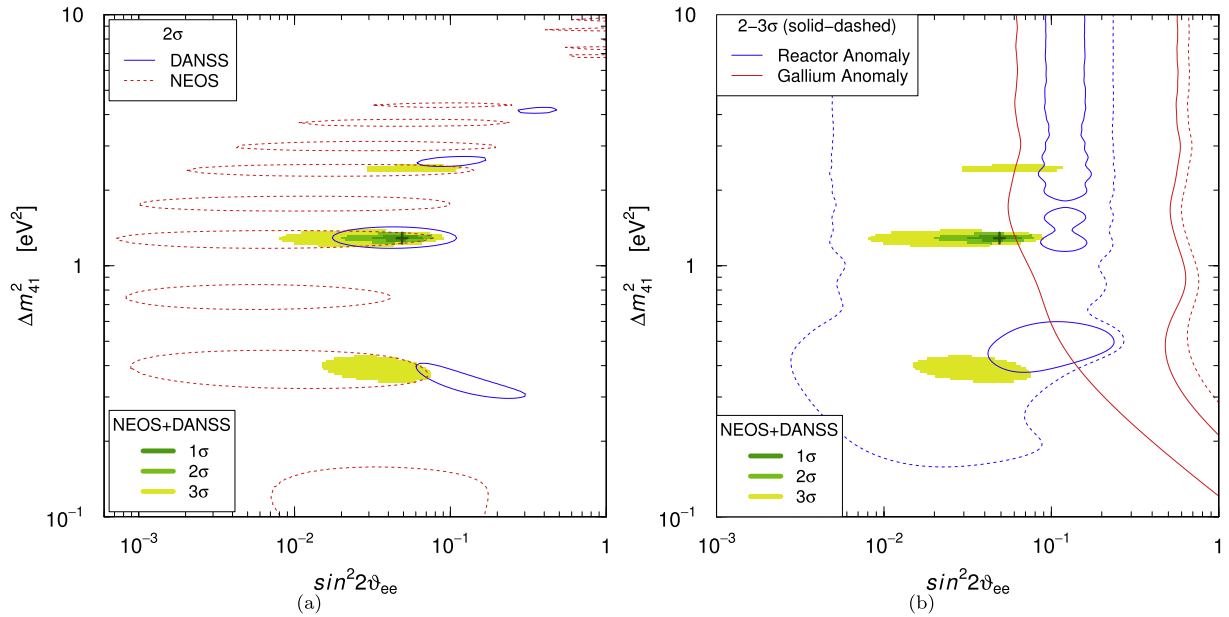 2σ
DANSS
NEOS
NEOS+DANSS
1σ
2σ
3σ
10
1
10⁻¹
Δm²₄₁ [eV²]
10⁻³
10⁻²
10⁻¹
1
sin²2ϑₑₑ
(a)
2−3σ (solid−dashed)
Reactor Anomaly
Gallium Anomaly
NEOS+DANSS
1σ
2σ
3σ
10
1
10⁻¹
Δm²₄₁ [eV²]
10⁻³
10⁻²
10⁻¹
1
sin²2ϑₑₑ
(b)